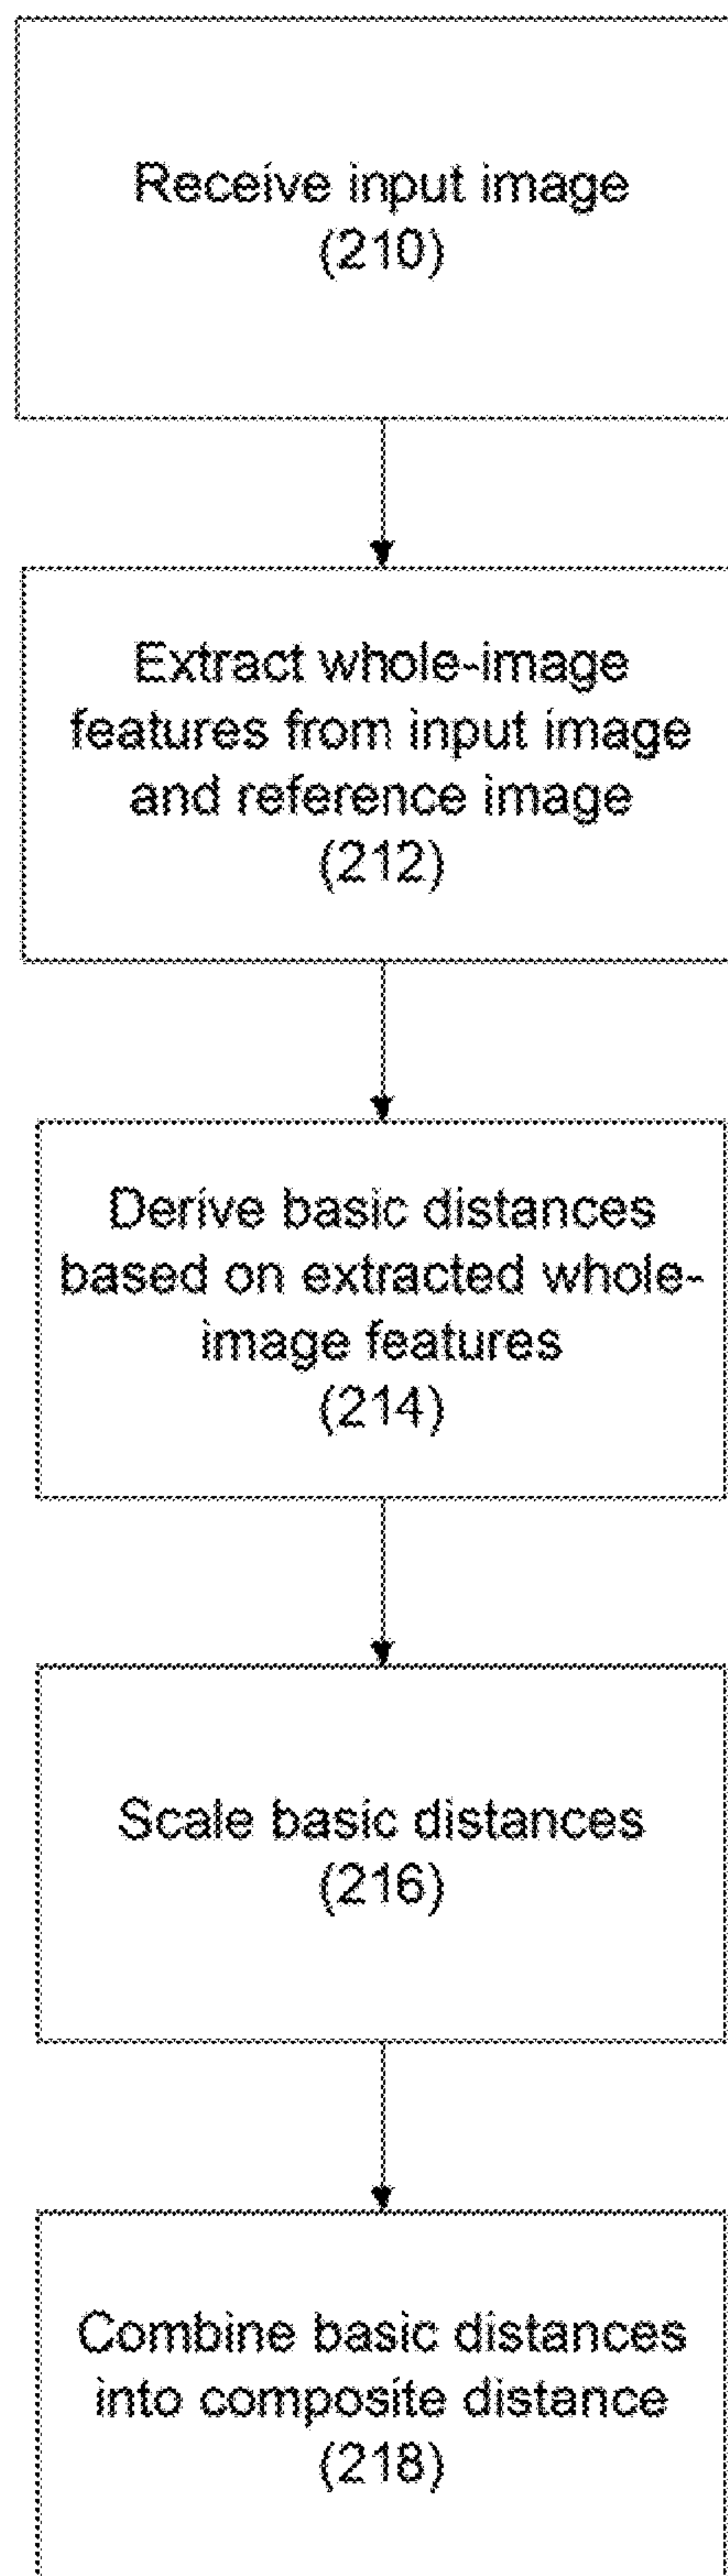 Receive input image
(210)
Extract whole-image
features from input image
and reference image
(212)
Derive basic distances
based on extracted whole-
image features
(214)
Scale basic distances
(216)
Combine basic distances
into composite distance
(218)